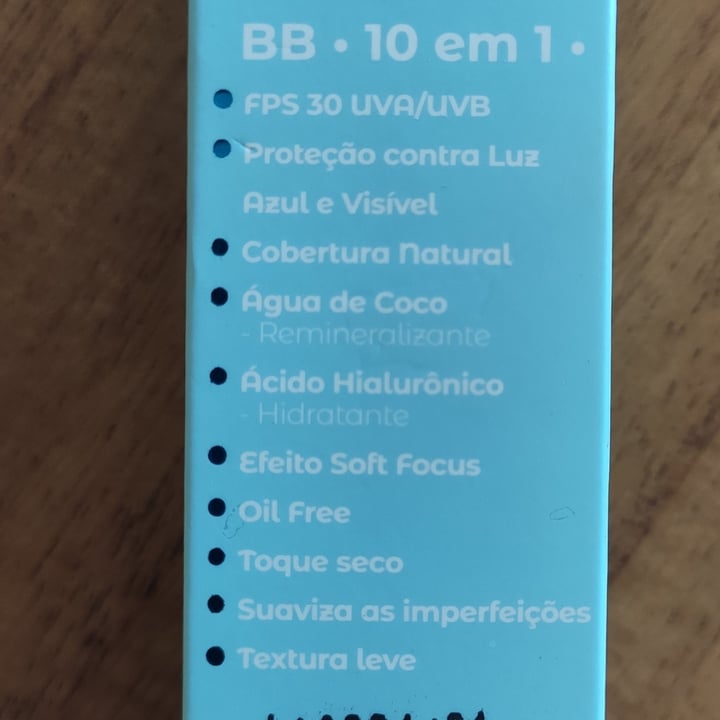 BB • 10 em 1 •
FPS 30 UVA/UVB
Proteção contra Luz
Azul e Visível
Cobertura Natural
Água de Coco
- Remineralizante
Ácido Hialurônico
- Hidratante
Efeito Soft Focus
Oil Free
Toque seco
Suaviza as imperfeições
Textura leve